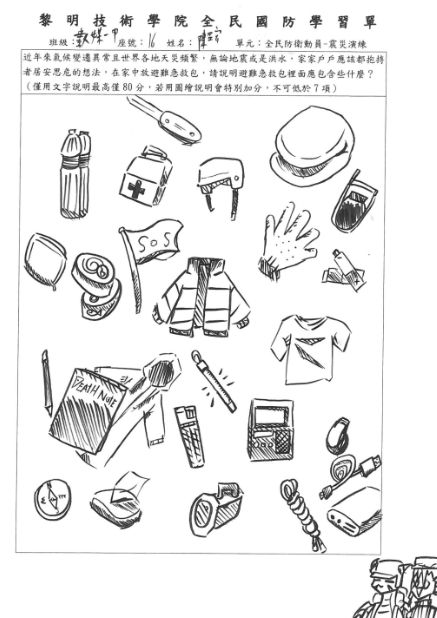 黎明技術學院全民國防學習單
班級：數媒一甲 座號：16 姓名： 單元：全民防衛動員-震災演練
近年來氣候變遷異常且世界各地天災頻繁，無論地震或是洪水，家家戶戶應該都抱持
者居安思危的想法，在家中放避難急救包，請說明避難急救包裡面應包含些什麼？
（僅用文字說明最高僅80分，若用圖繪說明會特別加分，不可低於7項）
SOS
DEATH NOTE